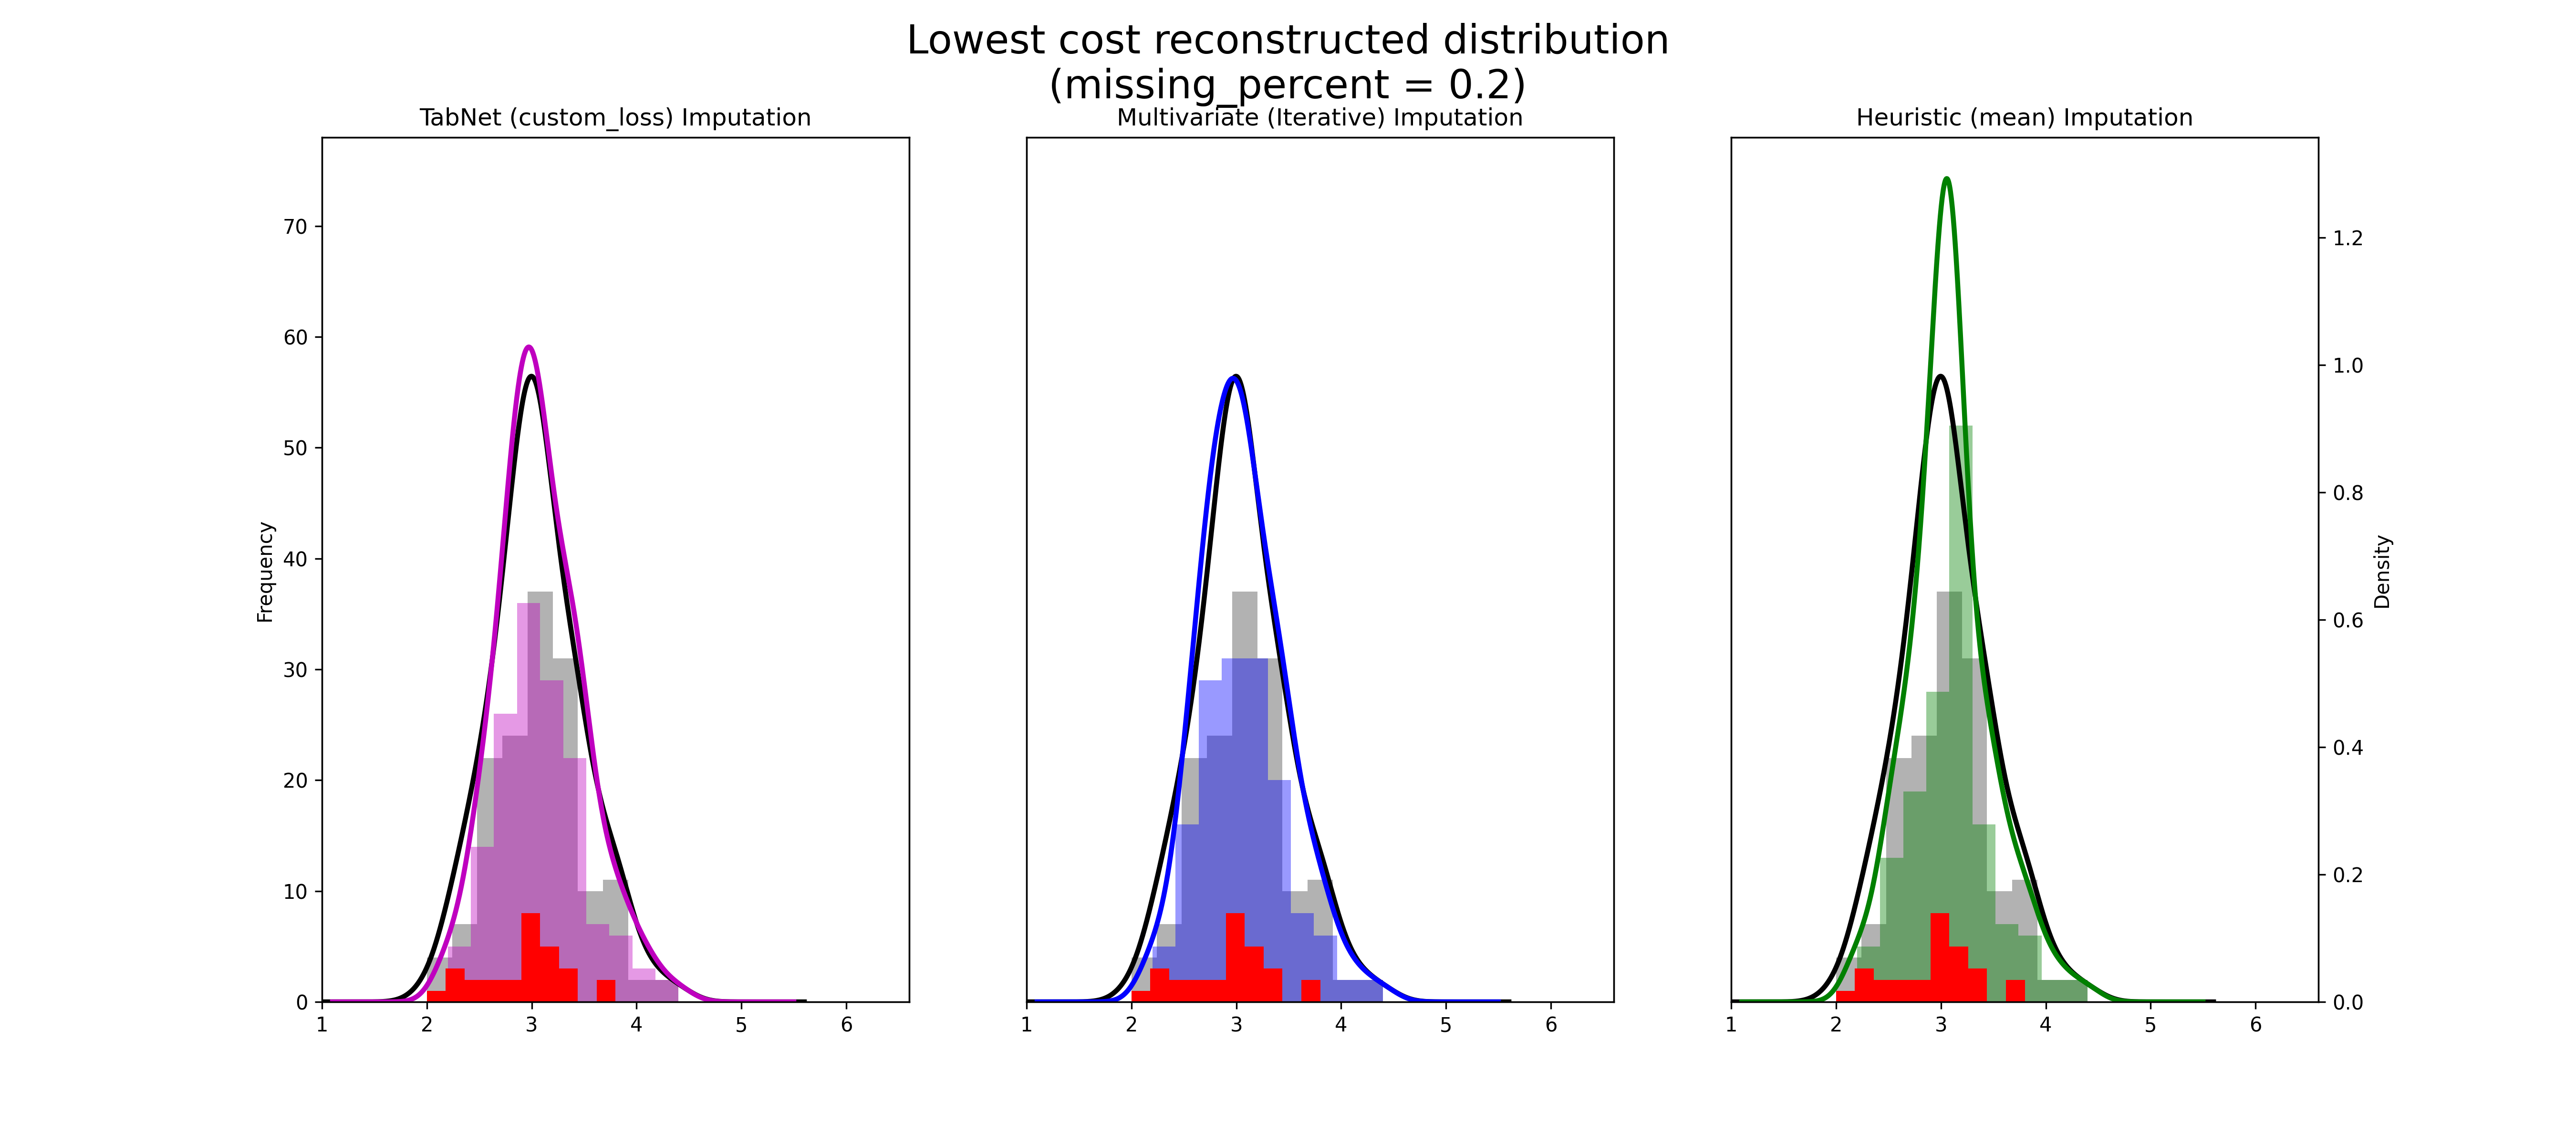 Lowest cost reconstructed distribution
(missing_percent = 0.2)
TabNet (custom_loss) Imputation
Multivariate (Iterative) Imputation
Heuristic (mean) Imputation
Frequency
70
60
50
40
30
20
10
0
1 2 3 4 5 6
1 2 3 4 5 6
1 2 3 4 5 6
1.2
1.0
0.8
0.6
0.4
0.2
0.0
Density